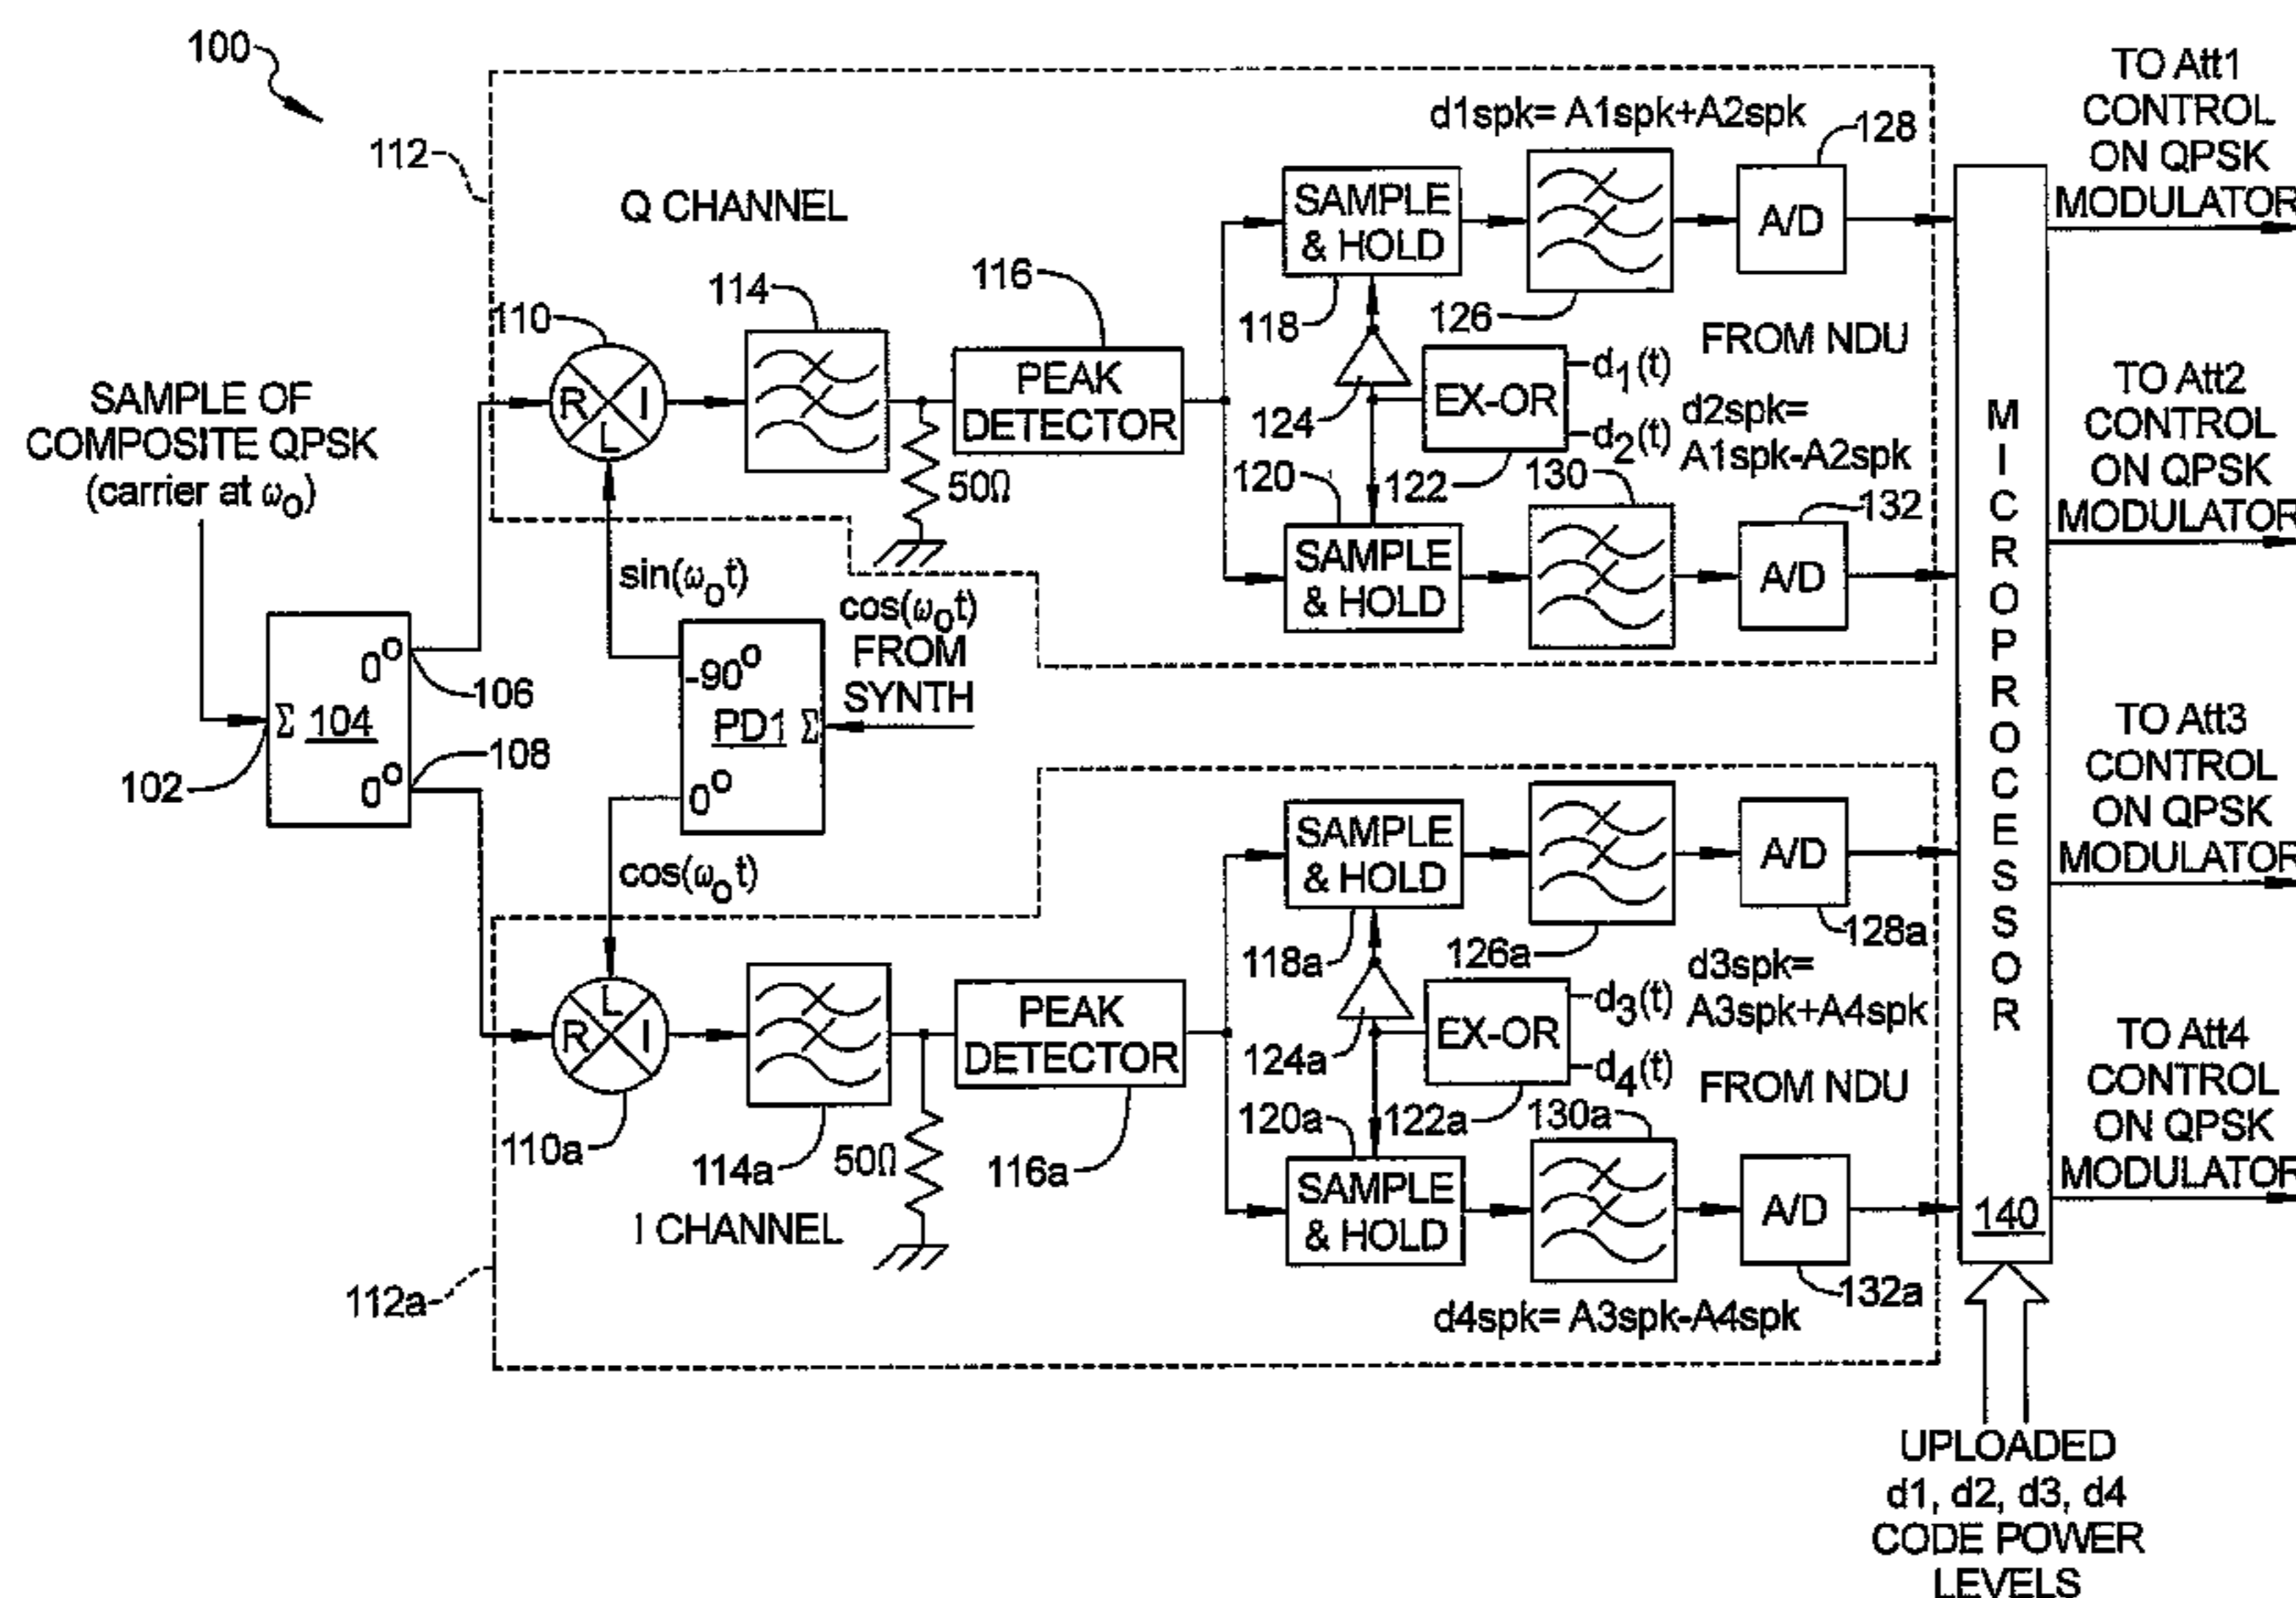 100
112
Q CHANNEL
d1spk= A1spk+A2spk
128
TO Att1
CONTROL
ON QPSK
MODULATOR
SAMPLE
& HOLD
A/D
114
116
110
118
126
FROM NDU
R
I
L
PEAK
DETECTOR
124
EX-OR
d1(t)
d2(t)
d2spk=
A1spk-A2spk
TO Att2
CONTROL
ON QPSK
MODULATOR
SAMPLE OF
COMPOSITE QPSK
(carrier at ωo)
50Ω
120
122
130
132
SAMPLE
& HOLD
A/D
sin(ωot)
cos(ωot)
FROM
SYNTH
0o
106
Σ 104
0o
108
102
-90o
PD1 Σ
0o
MICROPROCESSOR
140
TO Att3
CONTROL
ON QPSK
MODULATOR
cos(ωot)
SAMPLE
& HOLD
A/D
118a
126a
128a
R
L
I
PEAK
DETECTOR
124a
EX-OR
d3(t)
d4(t)
d3spk=
A3spk+A4spk
FROM NDU
TO Att4
CONTROL
ON QPSK
MODULATOR
110a
114a
50Ω
116a
120a
122a
130a
SAMPLE
& HOLD
A/D
I CHANNEL
112a
132a
d4spk= A3spk-A4spk
UPLOADED
d1, d2, d3, d4
CODE POWER
LEVELS